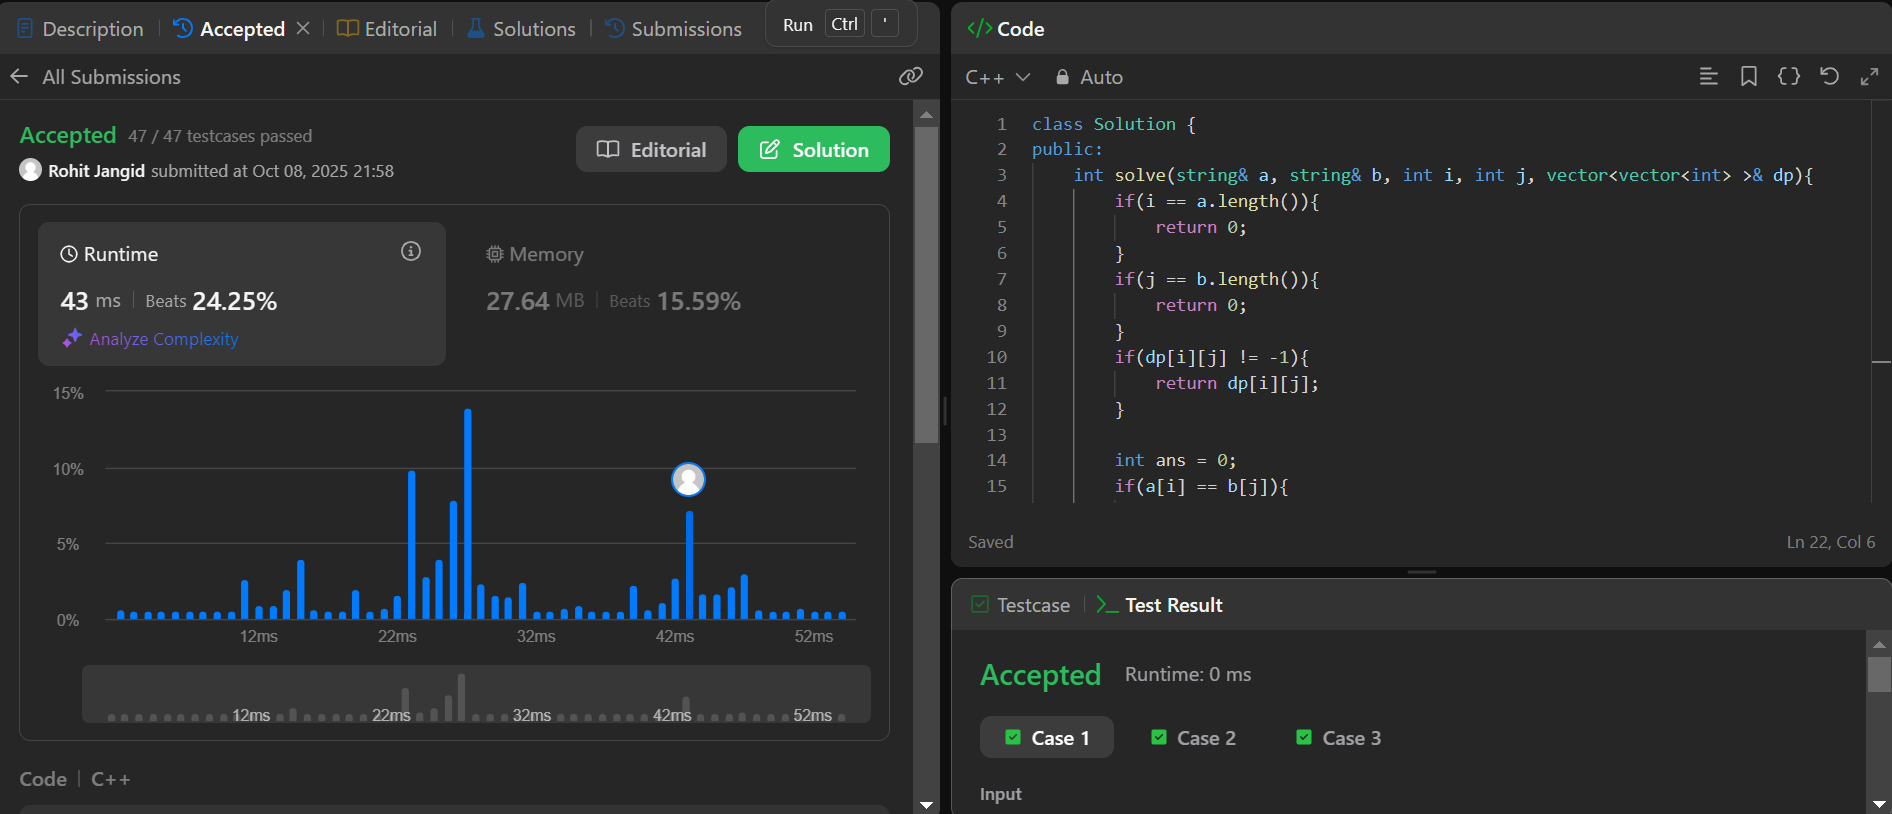 Description Accepted Editorial Solutions Submissions
Run Ctrl '
All Submissions
Accepted 47 / 47 testcases passed
Rohit Jangid submitted at Oct 08, 2025 21:58
Editorial
Solution
Runtime
43 ms Beats 24.25%
Analyze Complexity
Memory
27.64 MB Beats 15.59%
15%
10%
5%
0%
12ms 22ms 32ms 42ms 52ms
12ms 22ms 32ms 42ms 52ms
Code C++
</> Code
C++ Auto
1 class Solution {
2 public:
3 int solve(string& a, string& b, int i, int j, vector<vector<int> >& dp){
4 if(i == a.length()){
5 return 0;
6 }
7 if(j == b.length()){
8 return 0;
9 }
10 if(dp[i][j] != -1){
11 return dp[i][j];
12 }
13
14 int ans = 0;
15 if(a[i] == b[j]){
Saved Ln 22, Col 6
Testcase Test Result
Accepted Runtime: 0 ms
Case 1 Case 2 Case 3
Input